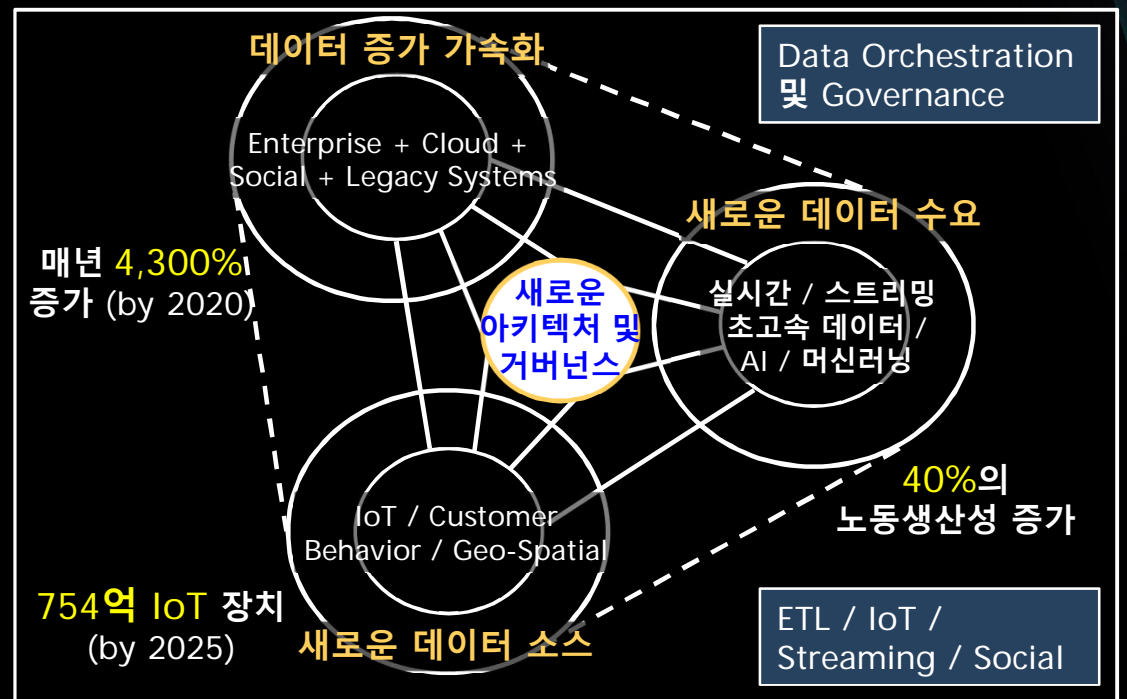 데이터 증가 가속화
Enterprise + Cloud +
Social + Legacy Systems
Data Orchestration
및 Governance
새로운 데이터 수요
실시간 / 스트리밍
초고속 데이터 /
AI / 머신러닝
매년 4,300%
증가 (by 2020)
새로운
아키텍처 및
거버넌스
40%의
노동생산성 증가
IoT / Customer
Behavior / Geo-Spatial
754억 IoT 장치
(by 2025)
새로운 데이터 소스
ETL / IoT /
Streaming / Social